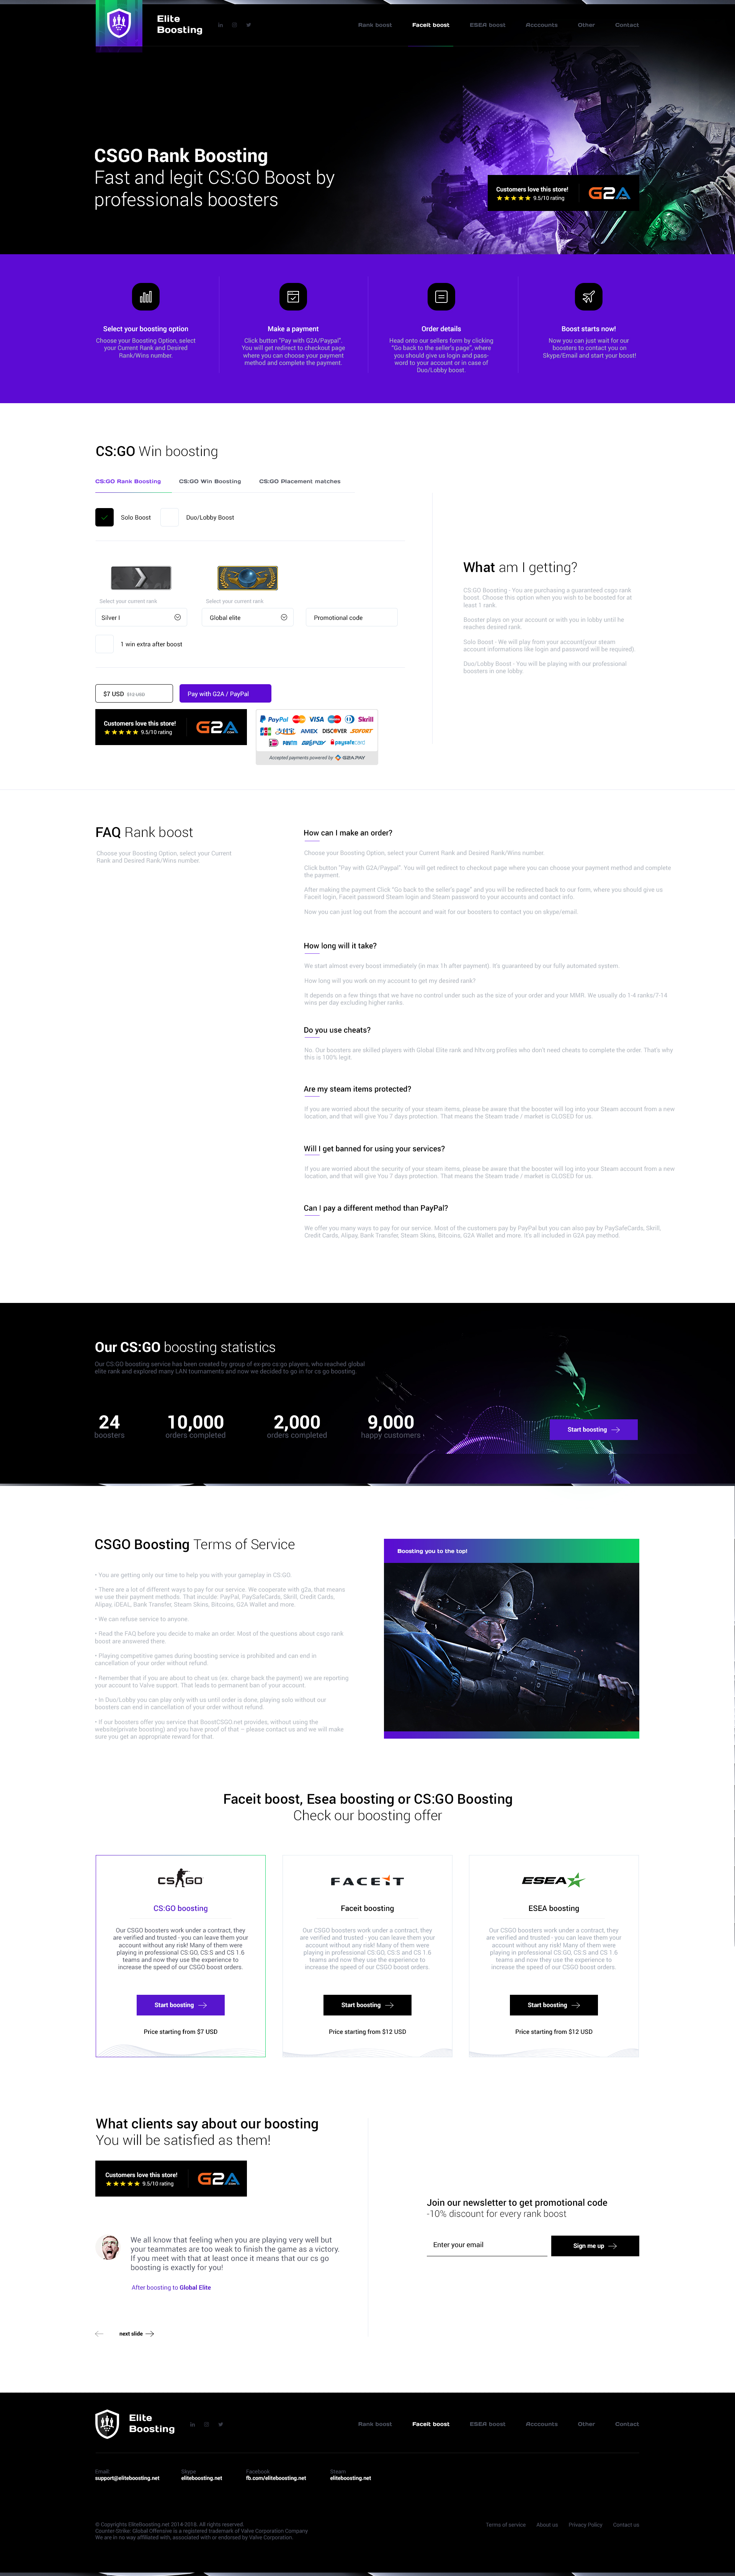 Elite
Boosting
Rank boost
Faceit boost
ESEA boost
Acccounts
Other
Contact
CSGO Rank Boosting
Fast and legit CS:GO Boost by
professionals boosters
Customers love this store!
9.5/10 rating
G2A
Select your boosting option
Choose your Boosting Option, select
your Current Rank and Desired
Rank/Wins number.
Make a payment
Click button "Pay with G2A/Paypal".
You will get redirect to checkout page
where you can choose your payment
method and complete the payment.
Order details
Head onto our sellers form by clicking
"Go back to the seller's page", where
you should give us login and pass-
word to your account or in case of
Duo/Lobby boost.
Boost starts now!
Now you can just wait for our
boosters to contact you on
Skype/Email and start your boost!
CS:GO Win boosting
CS:GO Rank Boosting
CS:GO Win Boosting
CS:GO Placement matches
Solo Boost
Duo/Lobby Boost
Select your current rank
Select your current rank
Silver I
Global elite
Promotional code
1 win extra after boost
$7 USD $12 USD
Pay with G2A / PayPal
Customers love this store!
9.5/10 rating
G2A
.COM
PayPal
VISA
Skrill
JCB
支付宝
AMEX
DISCOVER
SOFORT
paysafecard
Accepted payments powered by G2A PAY
What am I getting?
CS:GO Boosting - You are purchasing a guaranteed csgo rank
boost. Choose this option when you wish to be boosted for at
least 1 rank.
Booster plays on your account or with you in lobby until he
reaches desired rank.
Solo Boost - We will play from your account(your steam
account informations like login and password will be required)
Duo/Lobby Boost - You will be playing with our professional
boosters in one lobby.
FAQ Rank boost
Choose your Boosting Option, select your Current
Rank and Desired Rank/Wins number.
How can I make an order?
Choose your Boosting Option, select your Current Rank and Desired Rank/Wins number.
Click button "Pay with G2A/Paypal". You will get redirect to checkout page where you can choose your payment method and complete
the payment.
After making the payment Click "Go back to the seller's page" and you will be redirected back to our form, where you should give us
Faceit login, Faceit password Steam login and Steam password to your accounts and contact info.
Now you can just log out from the account and wait for our boosters to contact you on skype/email.
How long will it take?
We start almost every boost immediately (in max 1h after payment). It's guaranteed by our fully automated system.
How long will you work on my account to get my desired rank?
It depends on a few things that we have no control under such as the size of your order and your MMR. We usually do 1-4 ranks/7-14
wins per day excluding higher ranks.
Do you use cheats?
No. Our boosters are skilled players with Global Elite rank and hltv.org profiles who don't need cheats to complete the order. That's why
this is 100% legit.
Are my steam items protected?
If you are worried about the security of your steam items, please be aware that the booster will log into your Steam account from a new
location, and that will give You 7 days protection. That means the Steam trade / market is CLOSED for us.
Will I get banned for using your services?
If you are worried about the security of your steam items, please be aware that the booster will log into your Steam account from a new
location, and that will give You 7 days protection. That means the Steam trade / market is CLOSED for us.
Can I pay a different method than PayPal?
We offer you many ways to pay for our service. Most of the customers pay by PayPal but you can also pay by PaySafeCards, Skrill,
Credit Cards, Alipay, Bank Transfer, Steam Skins, Bitcoins, G2A Wallet and more. It's all included in G2A pay method.
Our CS:GO boosting statistics
Our CS:GO boosting service has been created by group of ex-pro cs:go players, who reached global
elite rank and explored many LAN tournaments and now we decided to go in for cs go boosting.
24
boosters
10,000
orders completed
2,000
orders completed
9,000
happy customers
Start boosting
CSGO Boosting Terms of Service
• You are getting only our time to help you with your gameplay in CS:GO.
• There are a lot of different ways to pay for our service. We cooperate with g2a, that means
we use their payment methods. That inculde: PayPal, PaySafeCards, Skrill, Credit Cards,
Alipay, iDEAL, Bank Transfer, Steam Skins, Bitcoins, G2A Wallet and more.
• We can refuse service to anyone.
• Read the FAQ before you decide to make an order. Most of the questions about csgo rank
boost are answered there.
• Playing competitive games during boosting service is prohibited and can end in
cancellation of your order without refund.
• Remember that if you are about to cheat us (ex. charge back the payment) we are reporting
your account to Valve support. That leads to permanent ban of your account.
• In Duo/Lobby you can play only with us until order is done, playing solo without our
boosters can end in cancellation of your order without refund.
• If our boosters offer you service that BoostCSGO.net provides, without using the
website(private boosting) and you have proof of that – please contact us and we will make
sure you get an appropriate reward for that.
Boosting you to the top!
Faceit boost, Esea boosting or CS:GO Boosting
Check our boosting offer
CS GO
CS:GO boosting
Our CSGO boosters work under a contract, they
are verified and trusted - you can leave them your
account without any risk! Many of them were
playing in professional CS:GO, CS:S and CS 1.6
teams and now they use the experience to
increase the speed of our CSGO boost orders.
Start boosting
Price starting from $7 USD
FACEIT
Faceit boosting
Our CSGO boosters work under a contract, they
are verified and trusted - you can leave them your
account without any risk! Many of them were
playing in professional CS:GO, CS:S and CS 1.6
teams and now they use the experience to
increase the speed of our CSGO boost orders.
Start boosting
Price starting from $12 USD
ESEA
ESEA boosting
Our CSGO boosters work under a contract, they
are verified and trusted - you can leave them your
account without any risk! Many of them were
playing in professional CS:GO, CS:S and CS 1.6
teams and now they use the experience to
increase the speed of our CSGO boost orders.
Start boosting
Price starting from $12 USD
What clients say about our boosting
You will be satisfied as them!
Customers love this store!
9.5/10 rating
G2A
We all know that feeling when you are playing very well but
your teammates are too weak to finish the game as a victory.
If you meet with that at least once it means that our cs go
boosting is exactly for you!
After boosting to Global Elite
next slide
Join our newsletter to get promotional code
-10% discount for every rank boost
Enter your email
Sign me up
Elite
Boosting
Rank boost
Faceit boost
ESEA boost
Acccounts
Other
Contact
Email
support@eliteboosting.net
Skype
eliteboosting.net
Facebook
fb.com/eliteboosting.net
Steam
eliteboosting.net
© Copyrights EliteBoosting.net 2014-2018. All rights reserved.
Counter-Strike: Global Offensive is a registered trademark of Valve Corporation Company
We are in no way affiliated with, associated with or endorsed by Valve Corporation.
Terms of service
About us
Privacy Policy
Contact us